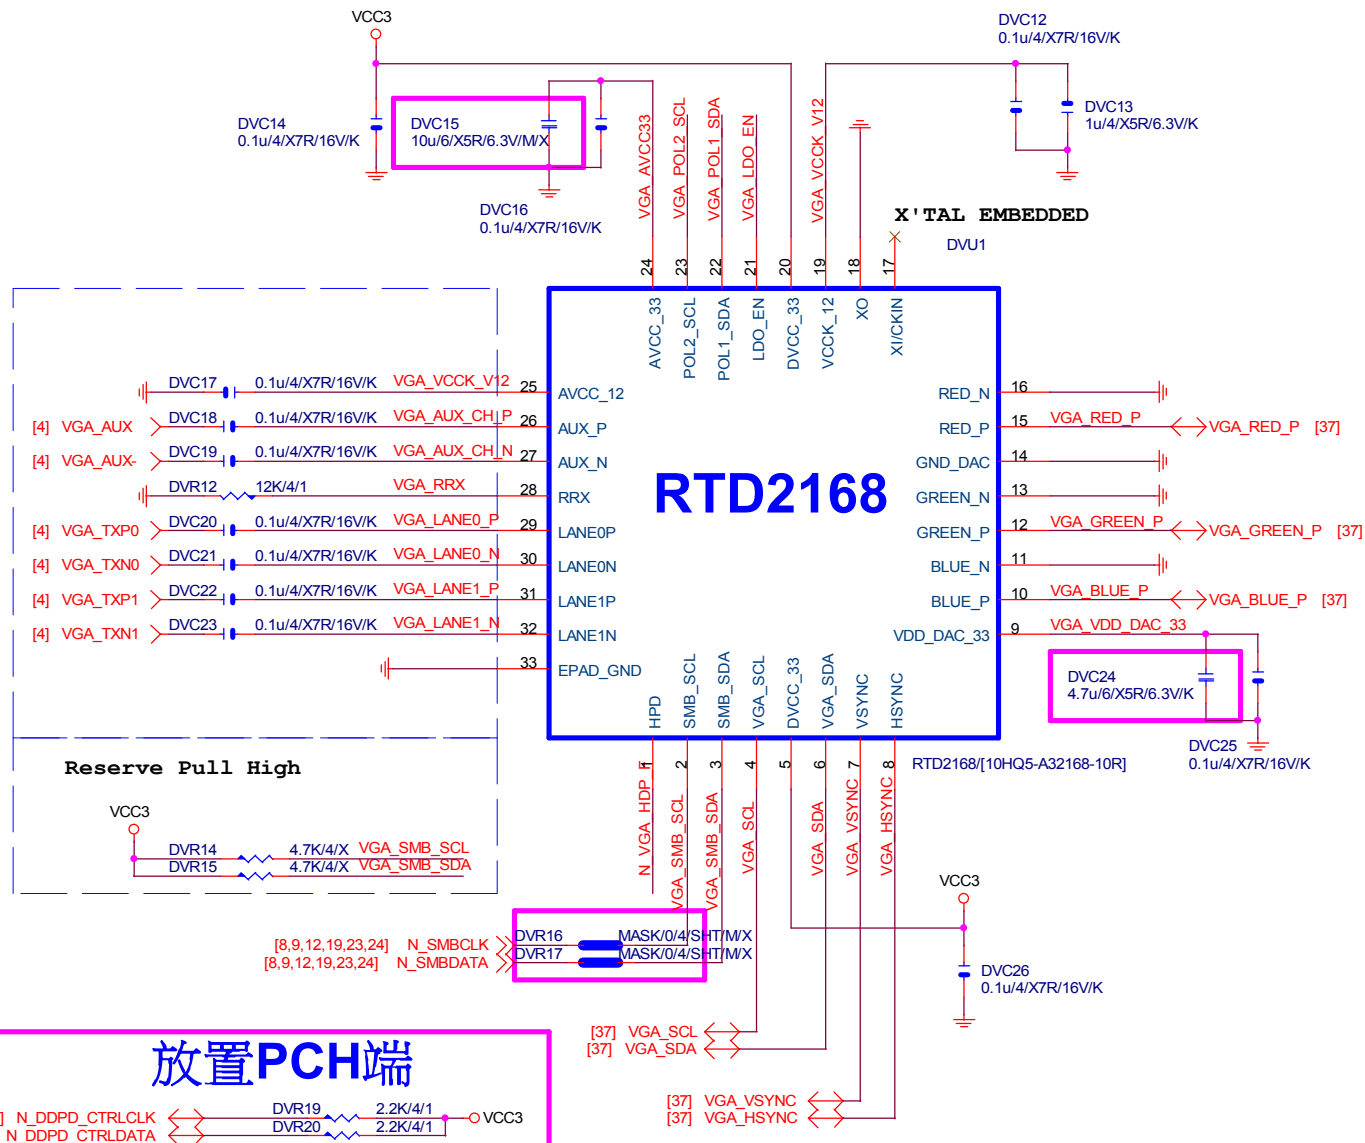 VCC3
DVC12
0.1u/4/X7R/16V/K
DVC14
0.1u/4/X7R/16V/K
DVC15
10u/6/X5R/6.3V/M/X
DVC13
1u/4/X5R/6.3V/K
DVC16
0.1u/4/X7R/16V/K
VGA_AVCC33
VGA_POL2_SCL
VGA_POL1_SDA
VGA_LDO_EN
VGA_VCCK_V12
X'TAL EMBEDDED
DVU1
24 23 22 21 20 19 18 17
AVCC_33
POL2_SCL
POL1_SDA
LDO_EN
DVCC_33
VCCK_12
XO
XI/CKIN
DVC17 0.1u/4/X7R/16V/K VGA_VCCK_V12 25 AVCC_12
[4] VGA_AUX DVC18 0.1u/4/X7R/16V/K VGA_AUX_CH_P 26 AUX_P
[4] VGA_AUX- DVC19 0.1u/4/X7R/16V/K VGA_AUX_CH_N 27 AUX_N
DVR12 12K/4/1 VGA_RRX 28 RRX
[4] VGA_TXP0 DVC20 0.1u/4/X7R/16V/K VGA_LANE0_P 29 LANE0P
[4] VGA_TXN0 DVC21 0.1u/4/X7R/16V/K VGA_LANE0_N 30 LANE0N
[4] VGA_TXP1 DVC22 0.1u/4/X7R/16V/K VGA_LANE1_P 31 LANE1P
[4] VGA_TXN1 DVC23 0.1u/4/X7R/16V/K VGA_LANE1_N 32 LANE1N
33 EPAD_GND
RTD2168
RED_N 16
RED_P 15 VGA_RED_P VGA_RED_P [37]
GND_DAC 14
GREEN_N 13
GREEN_P 12 VGA_GREEN_P VGA_GREEN_P [37]
BLUE_N 11
BLUE_P 10 VGA_BLUE_P VGA_BLUE_P [37]
VDD_DAC_33 9 VGA_VDD_DAC_33
DVC24
4.7u/6/X5R/6.3V/K
DVC25
0.1u/4/X7R/16V/K
HPD
SMB_SCL
SMB_SDA
VGA_SCL
DVCC_33
VGA_SDA
VSYNC
HSYNC
1 2 3 4 5 6 7 8
RTD2168/[10HQ5-A32168-10R]
VGA_SMB_SCL
VGA_SMB_SDA
VGA_SCL
VGA_SDA
VGA_VSYNC
VGA_HSYNC
Reserve Pull High
VCC3
DVR14 4.7K/4/X VGA_SMB_SCL
DVR15 4.7K/4/X VGA_SMB_SDA
VCC3
DVC26
0.1u/4/X7R/16V/K
[8,9,12,19,23,24] N_SMBCLK DVR16 MASK/0/4/SHT/M/X
[8,9,12,19,23,24] N_SMBDATA DVR17 MASK/0/4/SHT/M/X
[37] VGA_SCL
[37] VGA_SDA
[37] VGA_VSYNC
[37] VGA_HSYNC
放置PCH端
N_DDPD_CTRLCLK DVR19 2.2K/4/1 VCC3
N_DDPD_CTRLDATA DVR20 2.2K/4/1